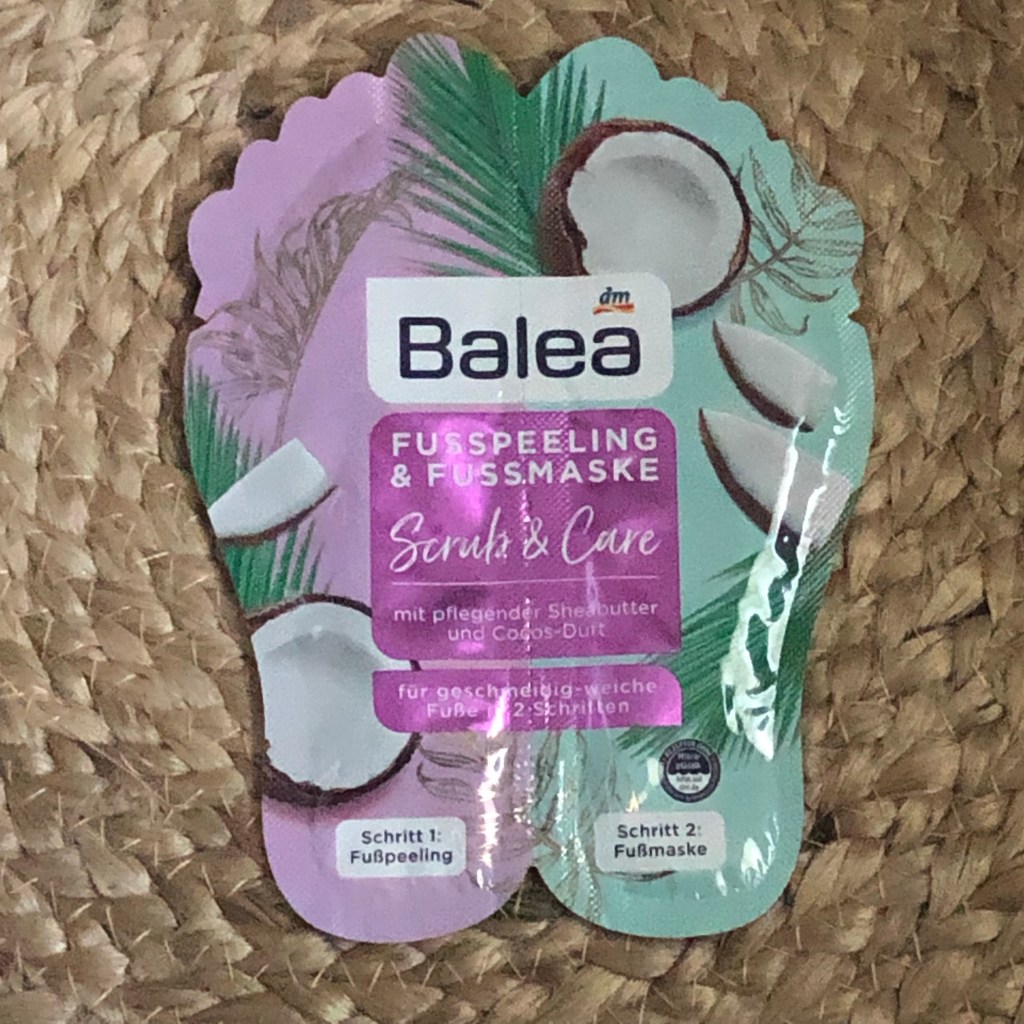 dm
Balea
FUSSPEELING
& FUSSMASKE
Scrub & Care
mit pflegender Sheabutter
und Cocos-Duft
für geschmeidig-weiche
Füße in 2 Schritten
Schritt 1:
Fußpeeling
Schritt 2:
Fußmaske